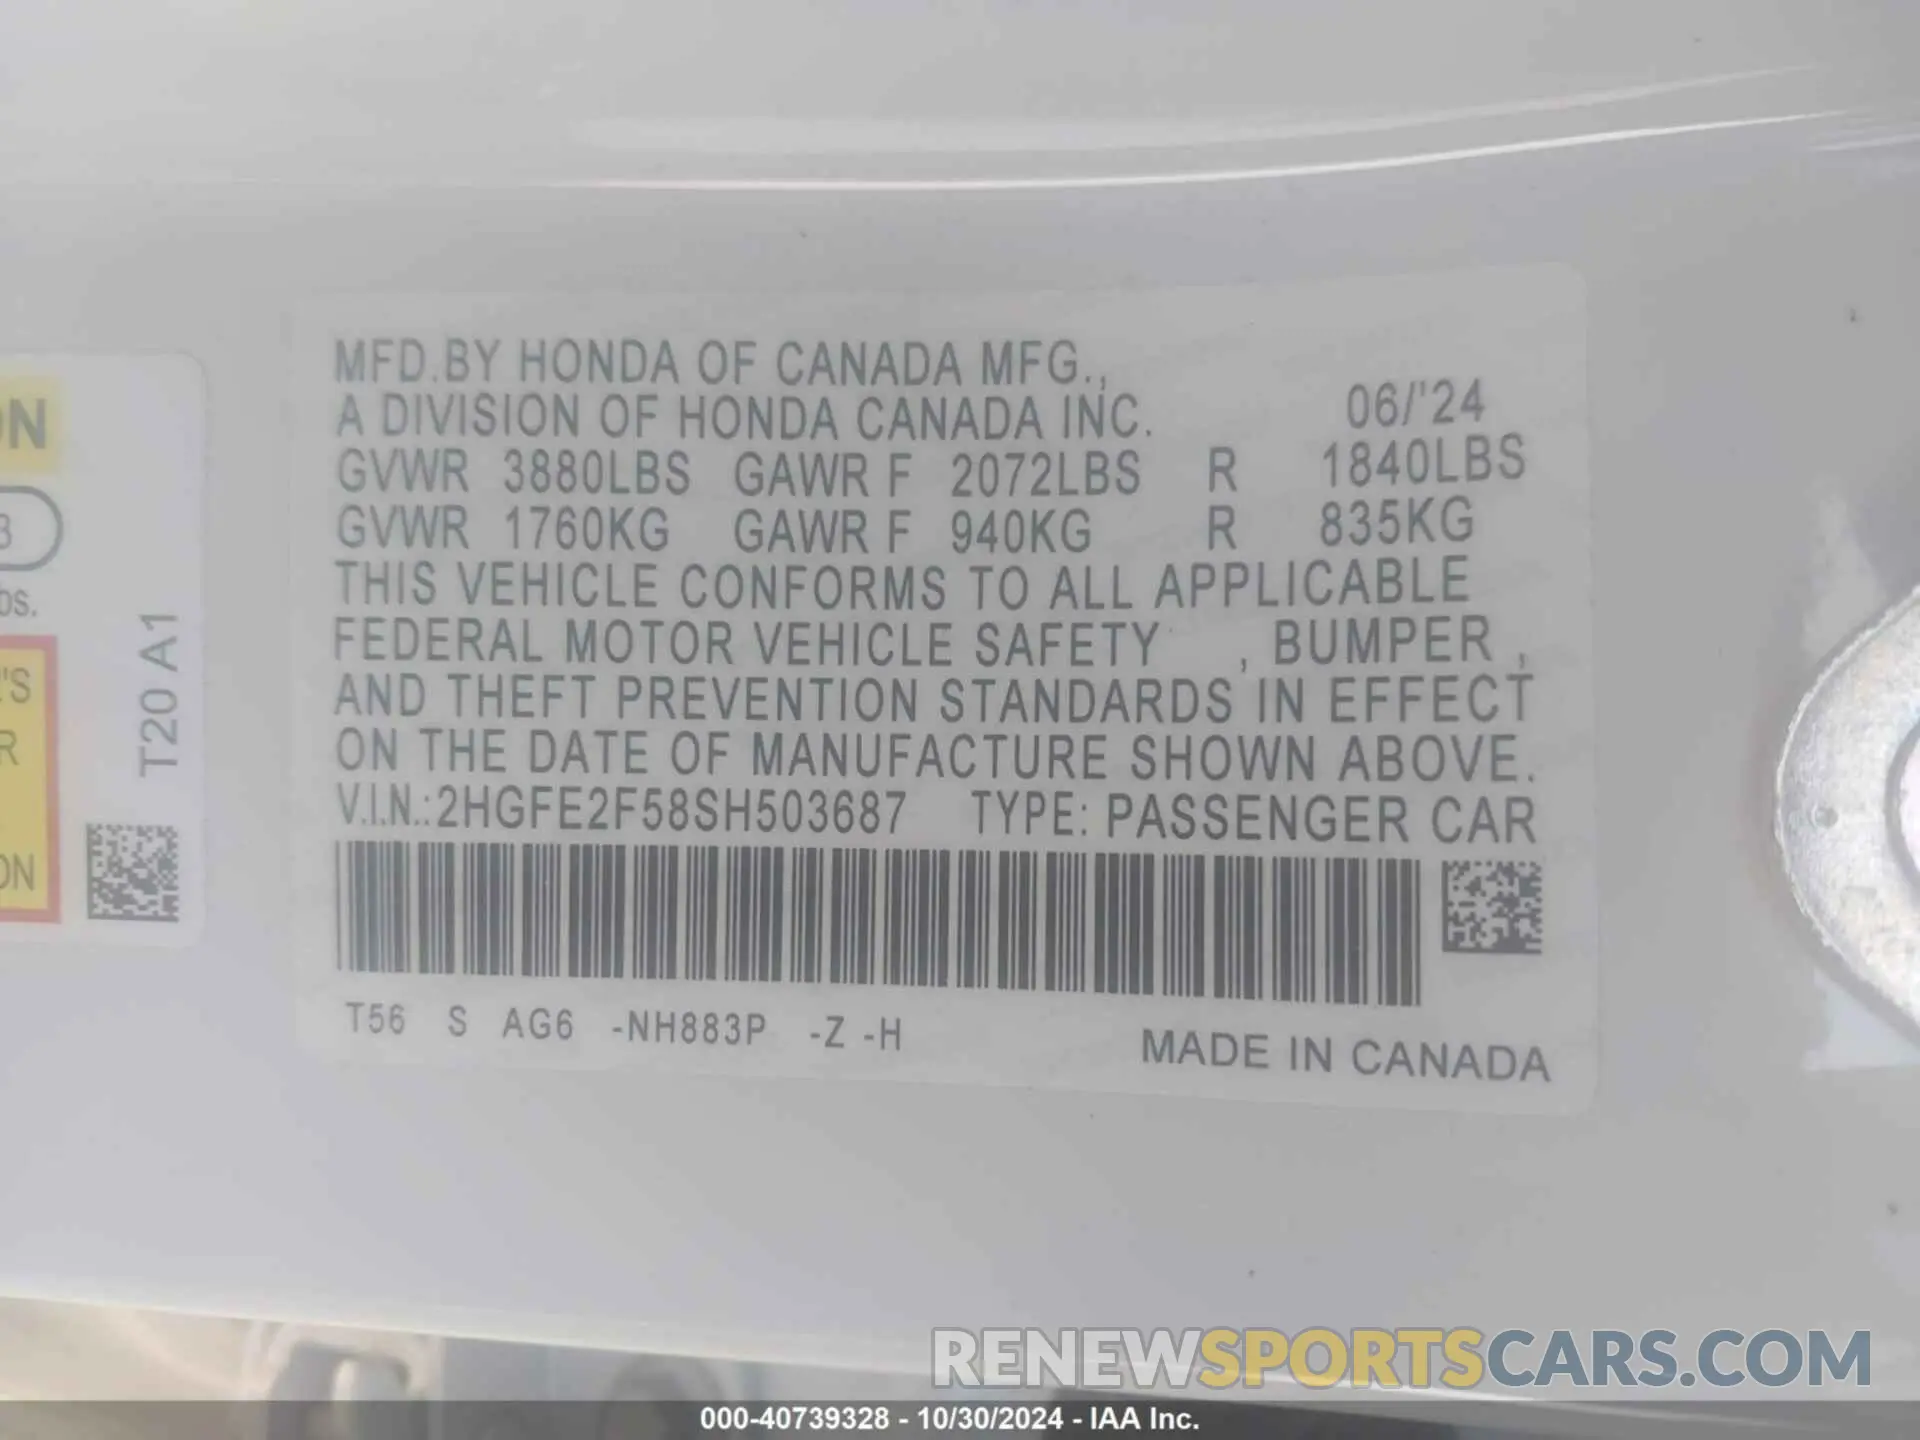 MFD.BY HONDA OF CANADA MFG.,
A DIVISION OF HONDA CANADA INC. 06/'24
GVWR 3880LBS GAWR F 2072LBS R 1840LBS
GVWR 1760KG GAWR F 940KG R 835KG
THIS VEHICLE CONFORMS TO ALL APPLICABLE
FEDERAL MOTOR VEHICLE SAFETY , BUMPER ,
AND THEFT PREVENTION STANDARDS IN EFFECT
ON THE DATE OF MANUFACTURE SHOWN ABOVE.
V.I.N.:2HGFE2F58SH503687 TYPE: PASSENGER CAR
T56 S AG6 -NH883P -Z -H
MADE IN CANADA
T20 A1
RENEWSPORTSCARS.COM
000-40739328 - 10/30/2024 - IAA Inc.